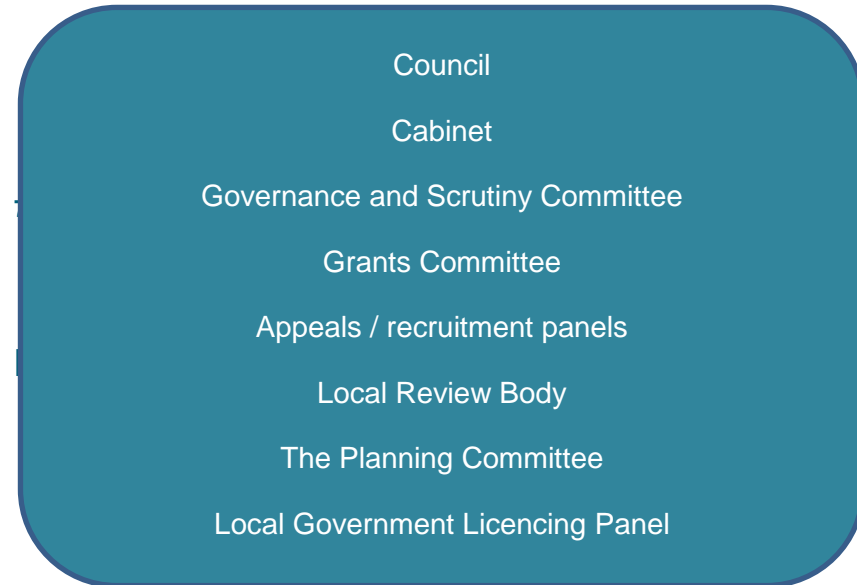 Council
Cabinet
Governance and Scrutiny Committee
Grants Committee
Appeals / recruitment panels
Local Review Body
The Planning Committee
Local Government Licencing Panel